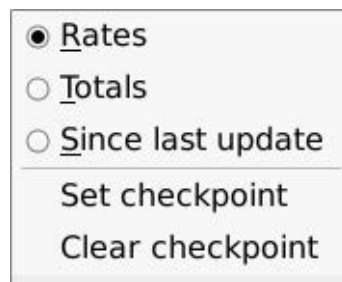 Rates
Totals
Since last update
Set checkpoint
Clear checkpoint